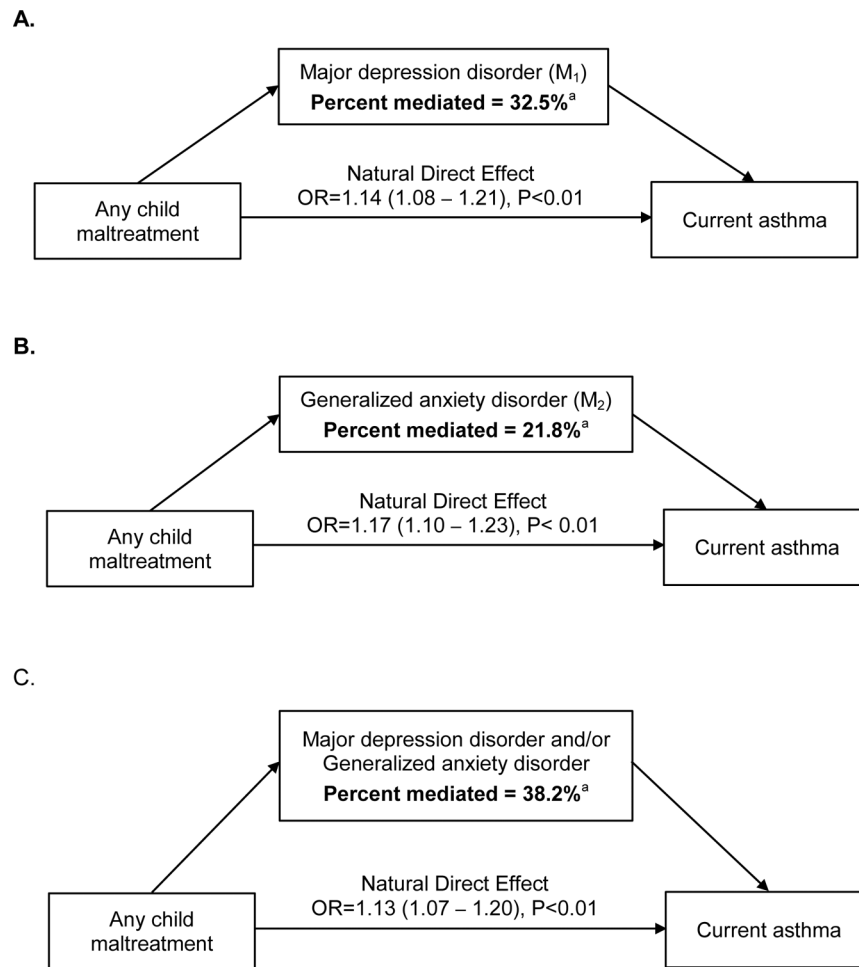 A.
Major depression disorder (M₁)
Percent mediated = 32.5%ᵃ
Natural Direct Effect
OR=1.14 (1.08 – 1.21), P<0.01
Any child
maltreatment
Current asthma
B.
Generalized anxiety disorder (M₂)
Percent mediated = 21.8%ᵃ
Natural Direct Effect
OR=1.17 (1.10 – 1.23), P< 0.01
Any child
maltreatment
Current asthma
C.
Major depression disorder and/or
Generalized anxiety disorder
Percent mediated = 38.2%ᵃ
Natural Direct Effect
OR=1.13 (1.07 – 1.20), P<0.01
Any child
maltreatment
Current asthma